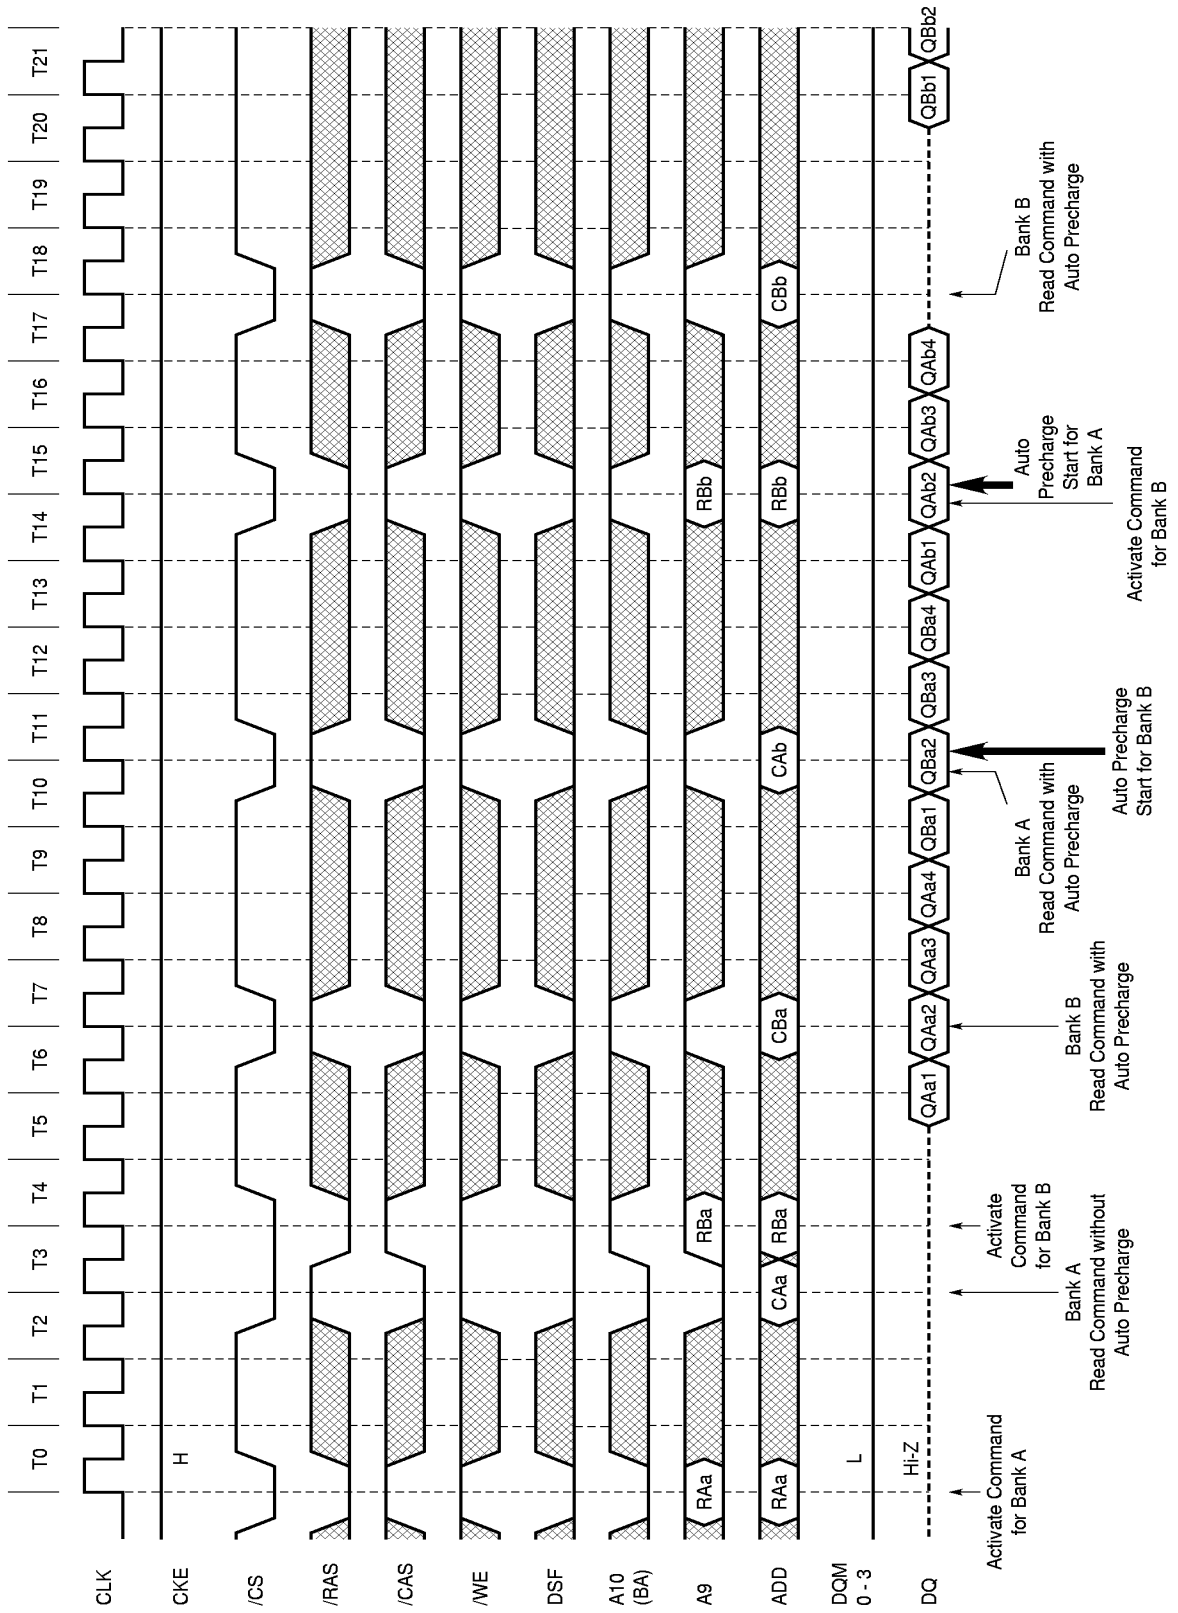 T0 T1 T2 T3 T4 T5 T6 T7 T8 T9 T10 T11 T12 T13 T14 T15 T16 T17 T18 T19 T20 T21
CLK
CKE H
/CS
/RAS
/CAS
/WE
DSF
A10
(BA)
A9 RAa RBa RBb
ADD RAa CAa RBa CBa CAb RBb CBb
DQM
0 - 3 L
DQ Hi-Z QAa1 QAa2 QAa3 QAa4 QBa1 QBa2 QBa3 QBa4 QAb1 QAb2 QAb3 QAb4 QBb1 QBb2
Activate Command
for Bank A
Bank A
Read Command without
Auto Precharge
Activate
Command
for Bank B
Bank B
Read Command with
Auto Precharge
Bank A
Read Command with
Auto Precharge
Auto Precharge
Start for Bank B
Activate Command
for Bank B
Auto
Precharge
Start for
Bank A
Bank B
Read Command with
Auto Precharge